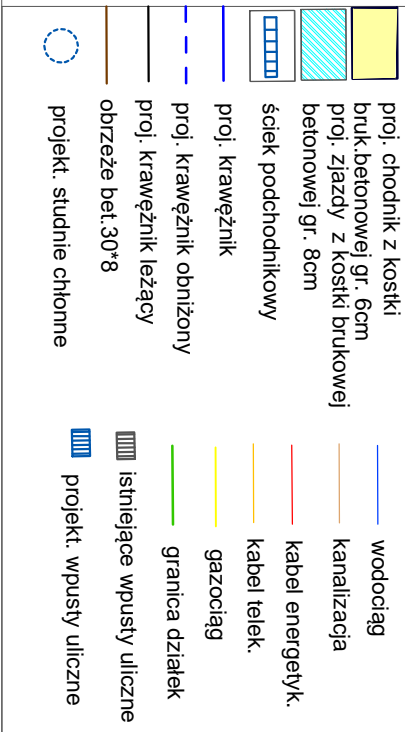 proj. chodnik z kostki
bruk.betonowej gr. 6cm
proj. zjazdy z kostki brukowej
betonowej gr. 8cm
ściek podchodnikowy
proj. krawężnik
proj. krawężnik obniżony
proj. krawężnik leżący
obrzeże bet.30*8
projekt. studnie chłonne
wodociąg
kanalizacja
kabel energetyk.
kabel telek.
gazociąg
granica działek
istniejące wpusty uliczne
projekt. wpusty uliczne